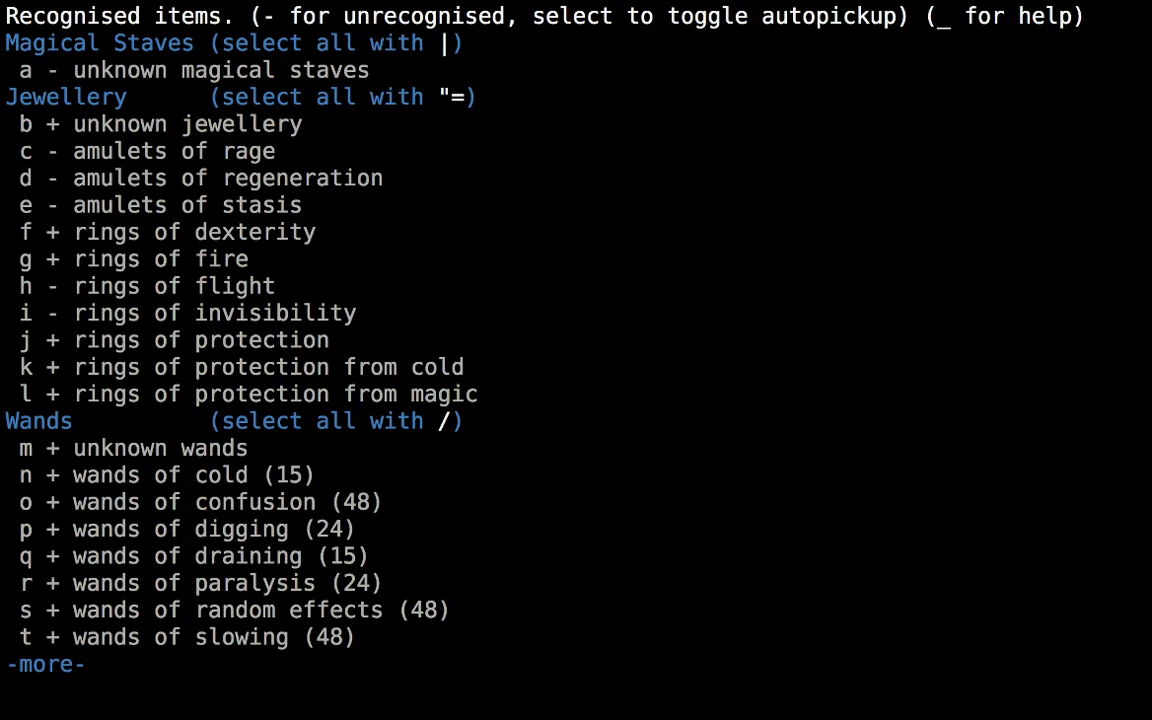 Recognised items. (- for unrecognised, select to toggle autopickup) (_ for help)
Magical Staves (select all with |)
a - unknown magical staves
Jewellery (select all with "=)
b + unknown jewellery
c - amulets of rage
d - amulets of regeneration
e - amulets of stasis
f + rings of dexterity
g + rings of fire
h - rings of flight
i - rings of invisibility
j + rings of protection
k + rings of protection from cold
l + rings of protection from magic
Wands (select all with /)
m + unknown wands
n + wands of cold (15)
o + wands of confusion (48)
p + wands of digging (24)
q + wands of draining (15)
r + wands of paralysis (24)
s + wands of random effects (48)
t + wands of slowing (48)
-more-